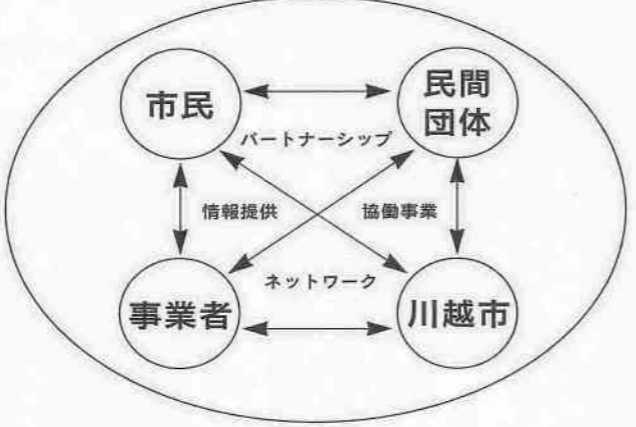 市民
民間
団体
パートナーシップ
情報提供
協働事業
ネットワーク
事業者
川越市